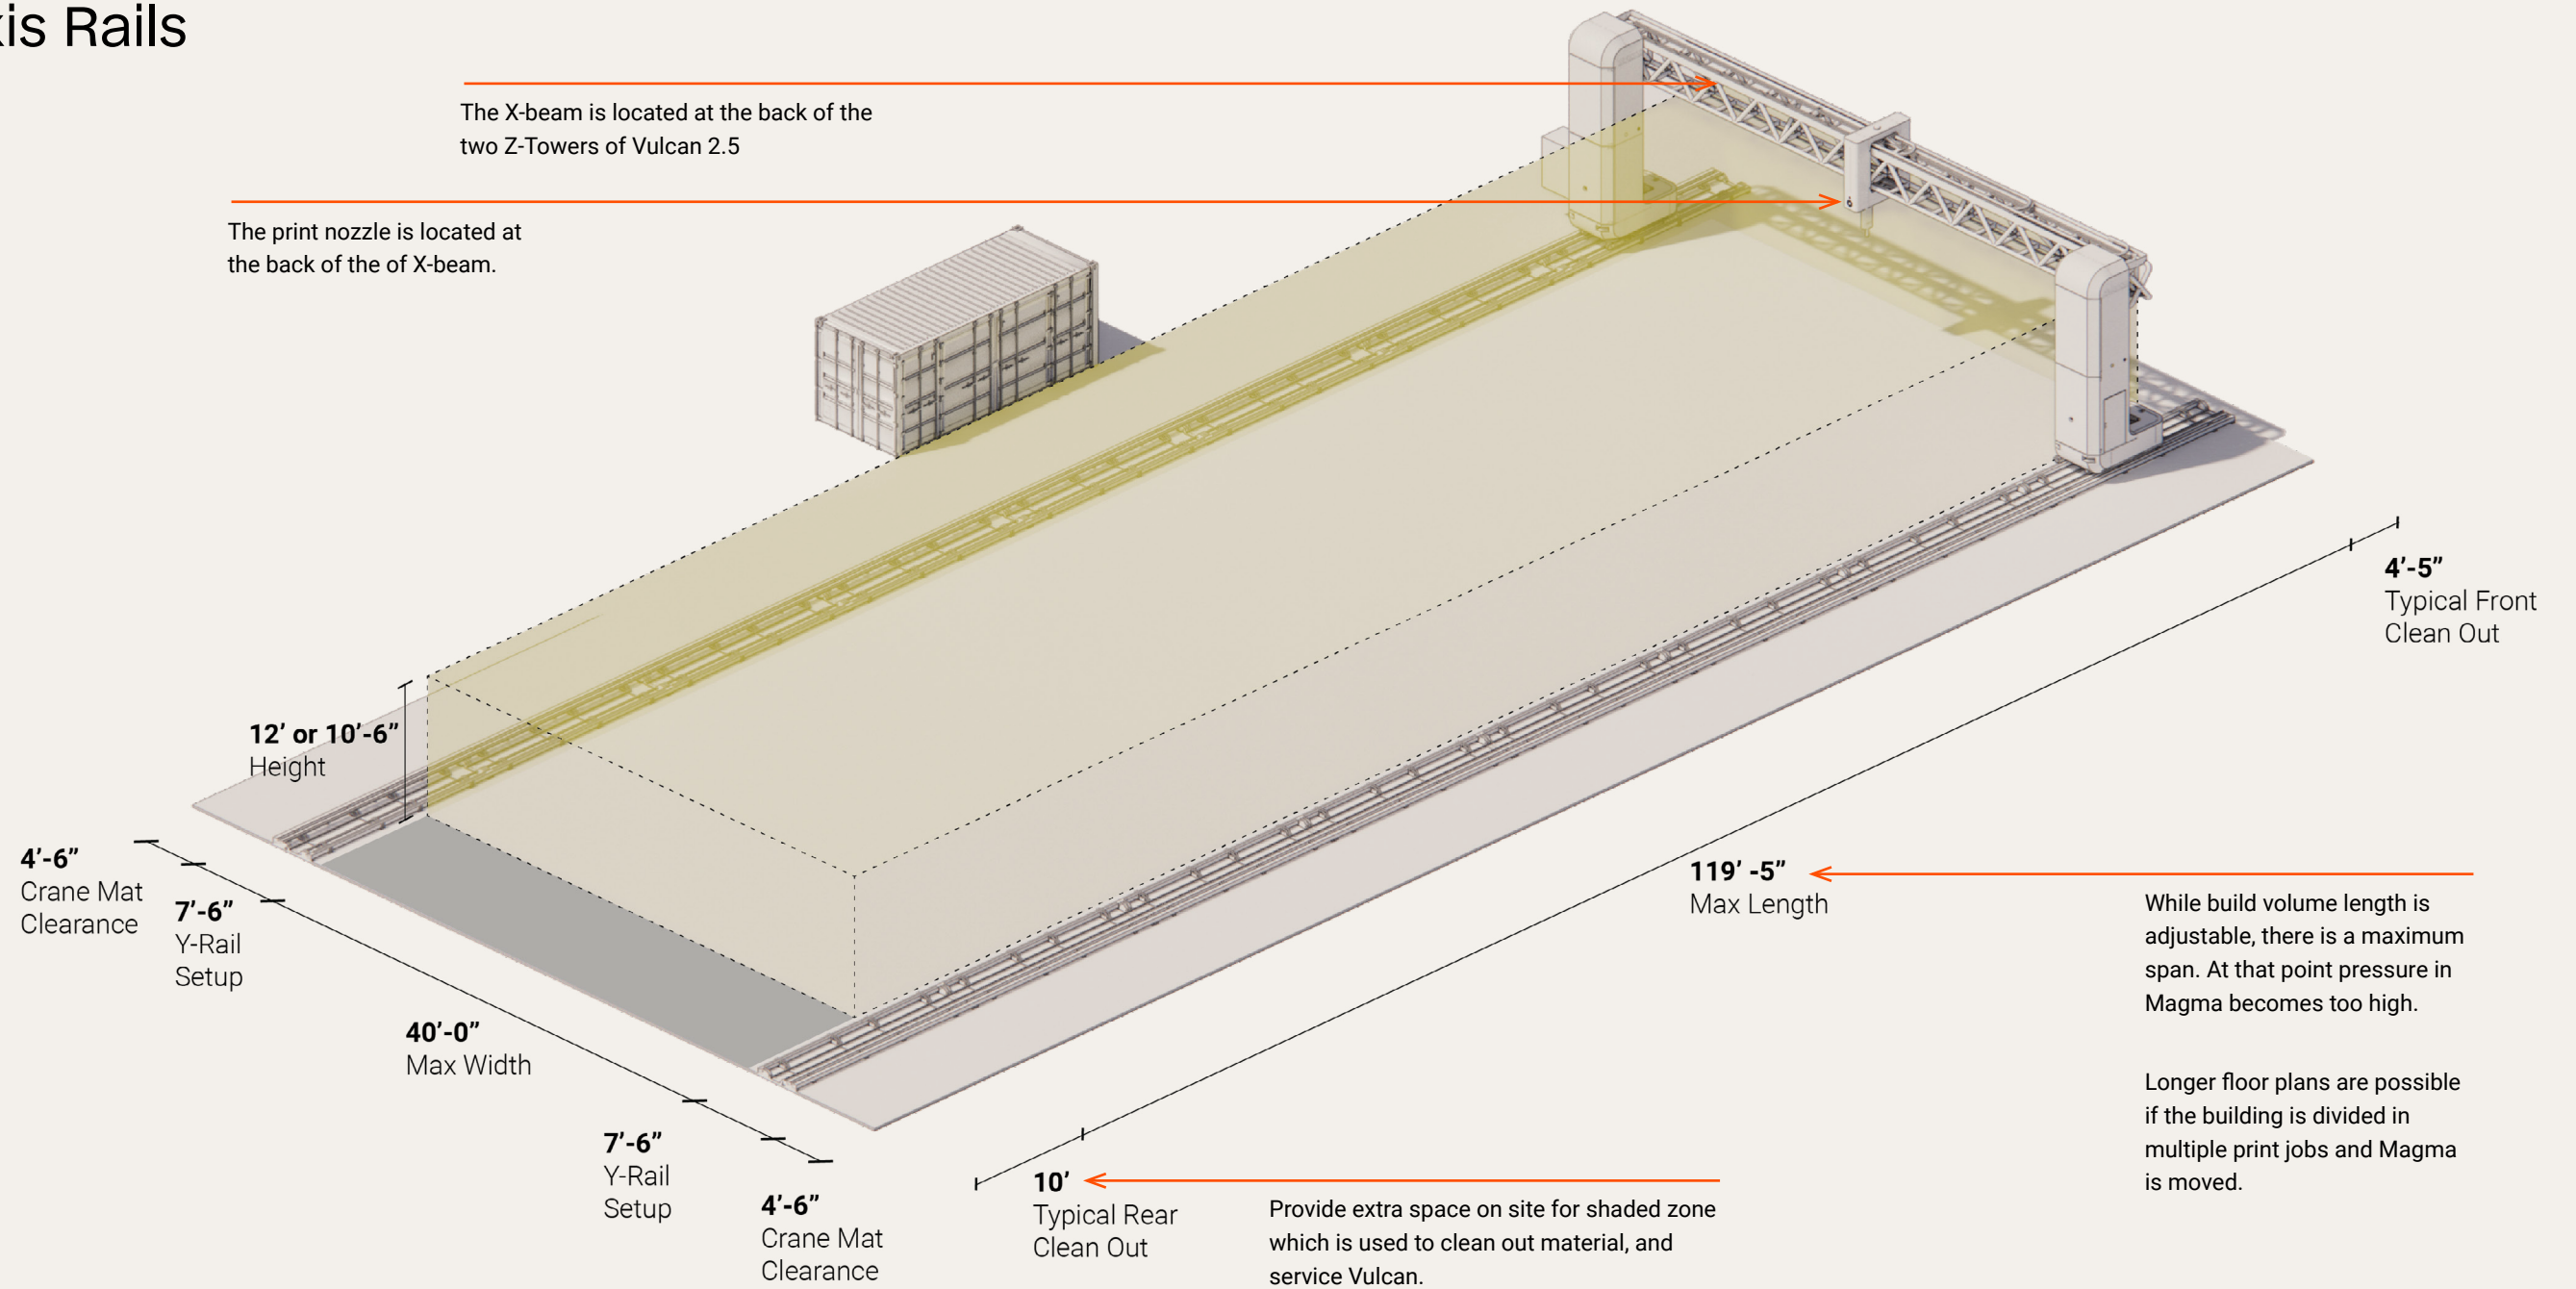 xis Rails
The X-beam is located at the back of the
two Z-Towers of Vulcan 2.5
The print nozzle is located at
the back of the of X-beam.
4’-5”
Typical Front
Clean Out
12’ or 10’-6”
Height
4’-6”
Crane Mat
Clearance
7’-6”
Y-Rail
Setup
40’-0”
Max Width
7’-6”
Y-Rail
Setup
4’-6”
Crane Mat
Clearance
119’ -5”
Max Length
While build volume length is
adjustable, there is a maximum
span. At that point pressure in
Magma becomes too high.
Longer floor plans are possible
if the building is divided in
multiple print jobs and Magma
is moved.
10’
Typical Rear
Clean Out
Provide extra space on site for shaded zone
which is used to clean out material, and
service Vulcan.